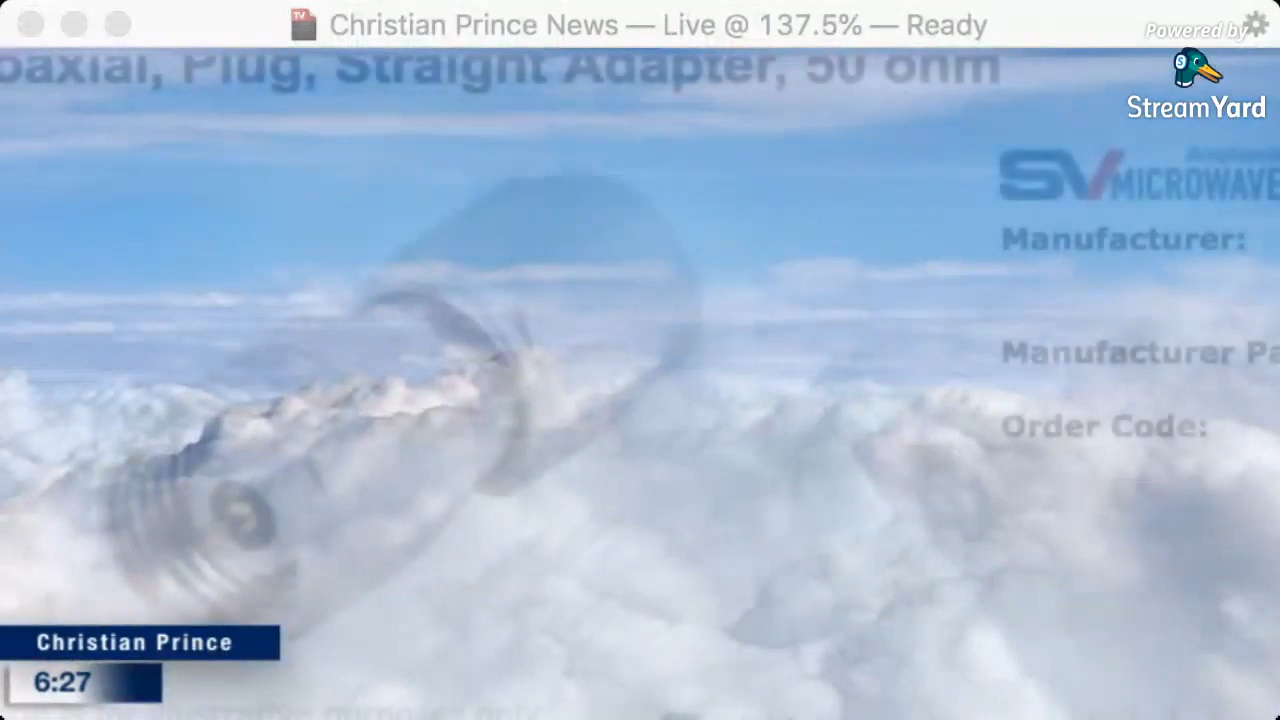 Christian Prince News — Live @ 137.5% — Ready
Powered by
StreamYard
oaxial, Plug, Straight Adapter, 50 ohm
SV MICROWAVE
Manufacturer:
Manufacturer Pa
Order Code:
Christian Prince
6:27